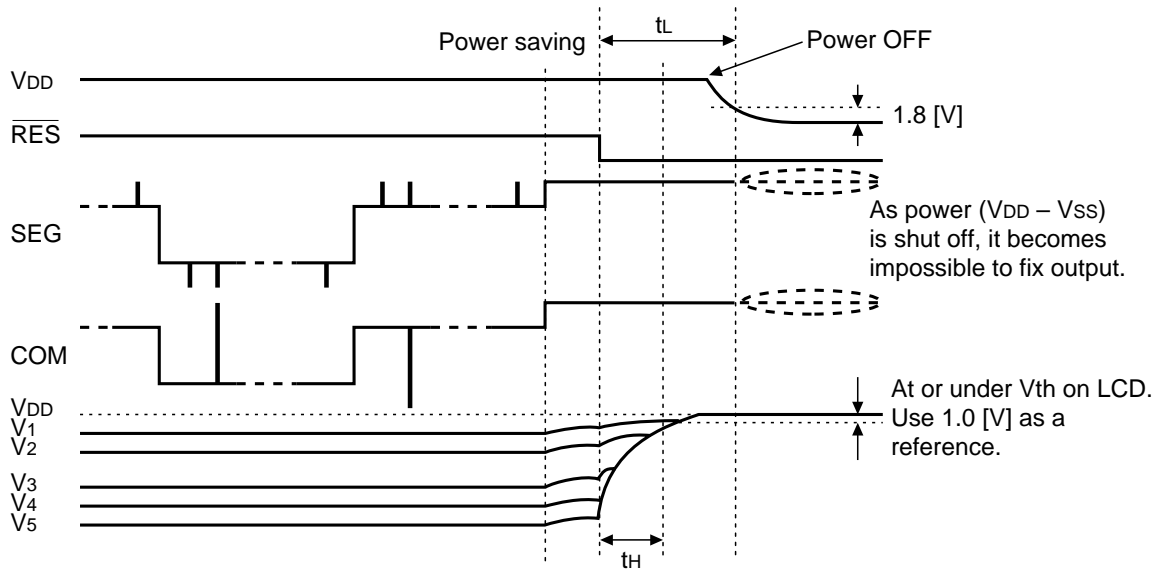 tL
Power saving
Power OFF
VDD
1.8 [V]
RES
SEG
As power (VDD – VSS)
is shut off, it becomes
impossible to fix output.
COM
At or under Vth on LCD.
Use 1.0 [V] as a
reference.
VDD
V1
V2
V3
V4
V5
tH